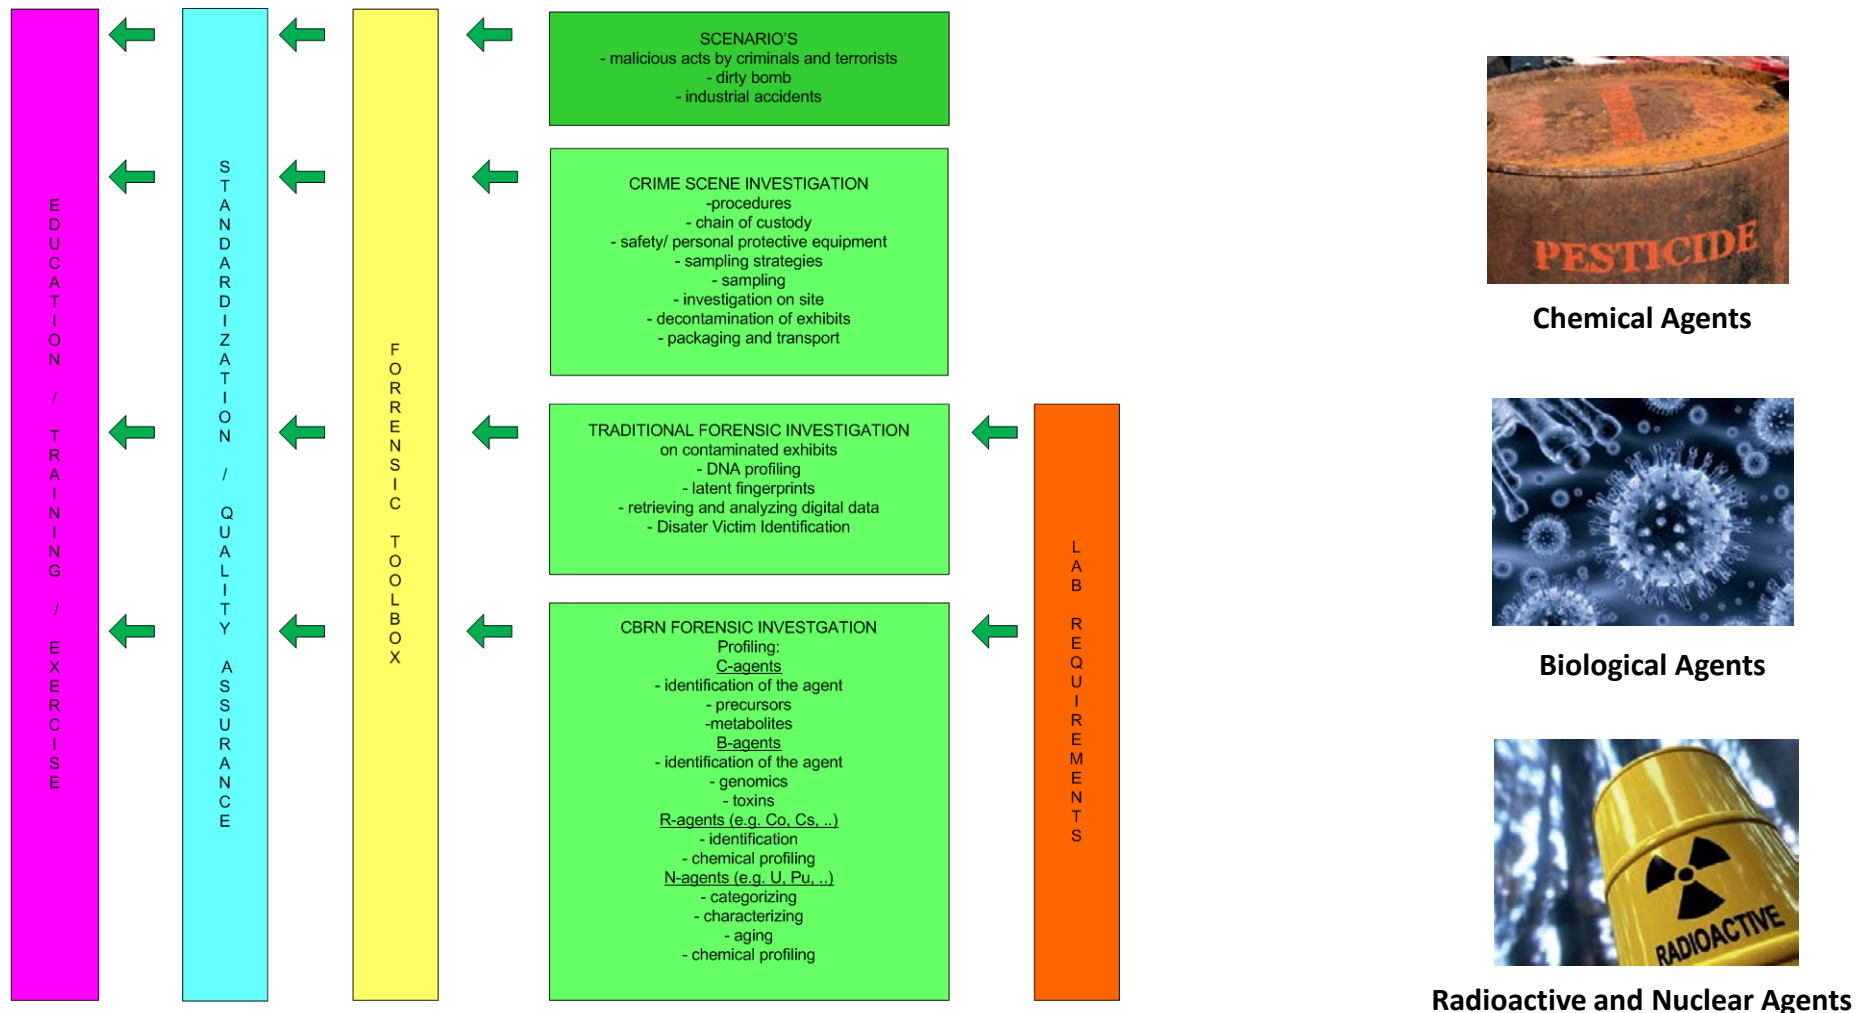 EDUCATION / TRAINING / EXERCISE
STANDARDIZATION / QUALITY ASSURANCE
FORRENSIC TOOLBOX
SCENARIO'S
- malicious acts by criminals and terrorists
- dirty bomb
- industrial accidents
CRIME SCENE INVESTIGATION
-procedures
- chain of custody
- safety/ personal protective equipment
- sampling strategies
- sampling
- investigation on site
- decontamination of exhibits
- packaging and transport
TRADITIONAL FORENSIC INVESTIGATION
on contaminated exhibits
- DNA profiling
- latent fingerprints
- retrieving and analyzing digital data
- Disater Victim Identification
CBRN FORENSIC INVESTGATION
Profiling:
C-agents
- identification of the agent
- precursors
-metabolites
B-agents
- identification of the agent
- genomics
- toxins
R-agents (e.g. Co, Cs, ..)
- identification
- chemical profiling
N-agents (e.g. U, Pu, ..)
- categorizing
- characterizing
- aging
- chemical profiling
LAB REQUIREMENTS
PESTICIDE
Chemical Agents
Biological Agents
RADIOACTIVE
Radioactive and Nuclear Agents